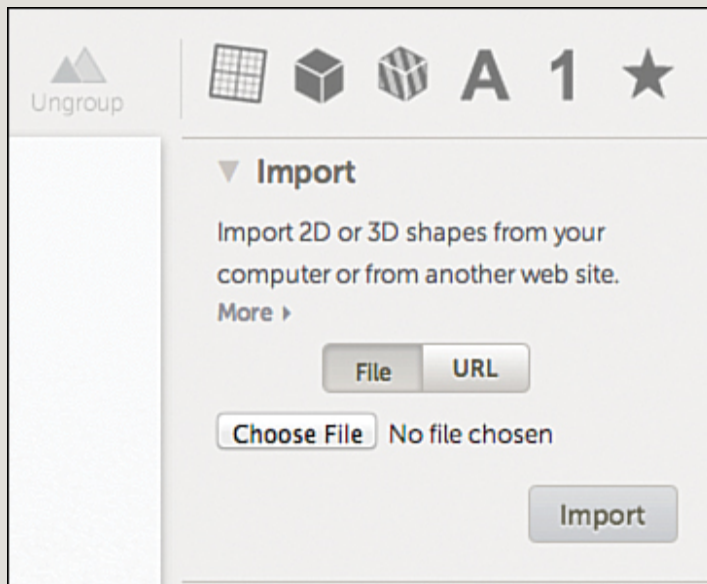 Ungroup
A 1
Import
Import 2D or 3D shapes from your
computer or from another web site.
More
File URL
Choose File No file chosen
Import